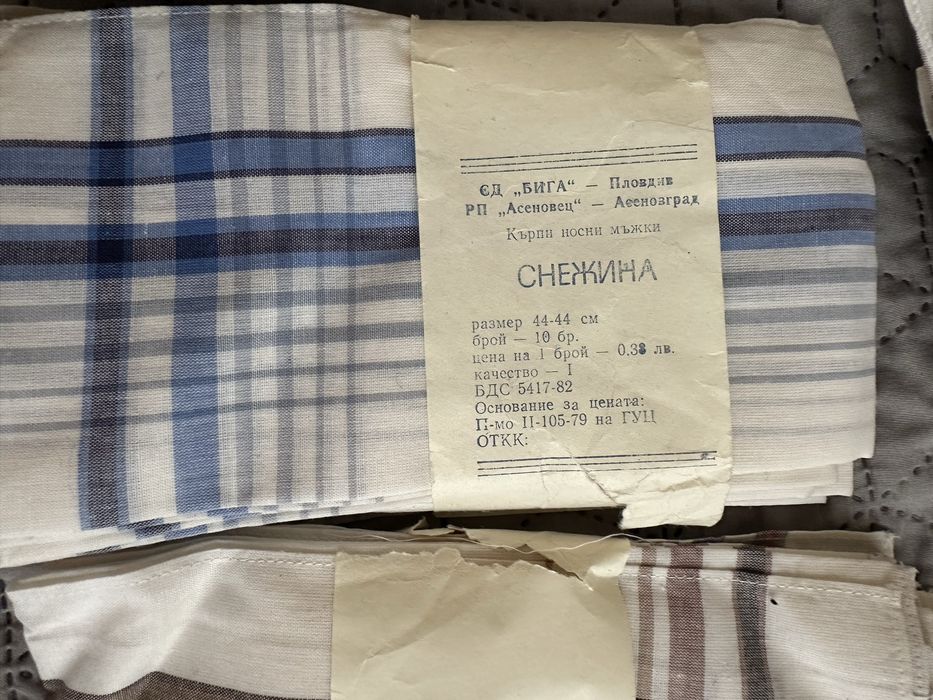 ЄД „БИГА“ — Пловдив
РП „Асеновец“ — Асеновград
Кърпи носни мъжки
СНЕЖИНА
размер 44-44 см
брой — 10 бр.
цена на 1 брой — 0.38 лв.
качество — I
БДС 5417-82
Основание за цената:
П-мо II-105-79 на ГУЦ
ОТКК: